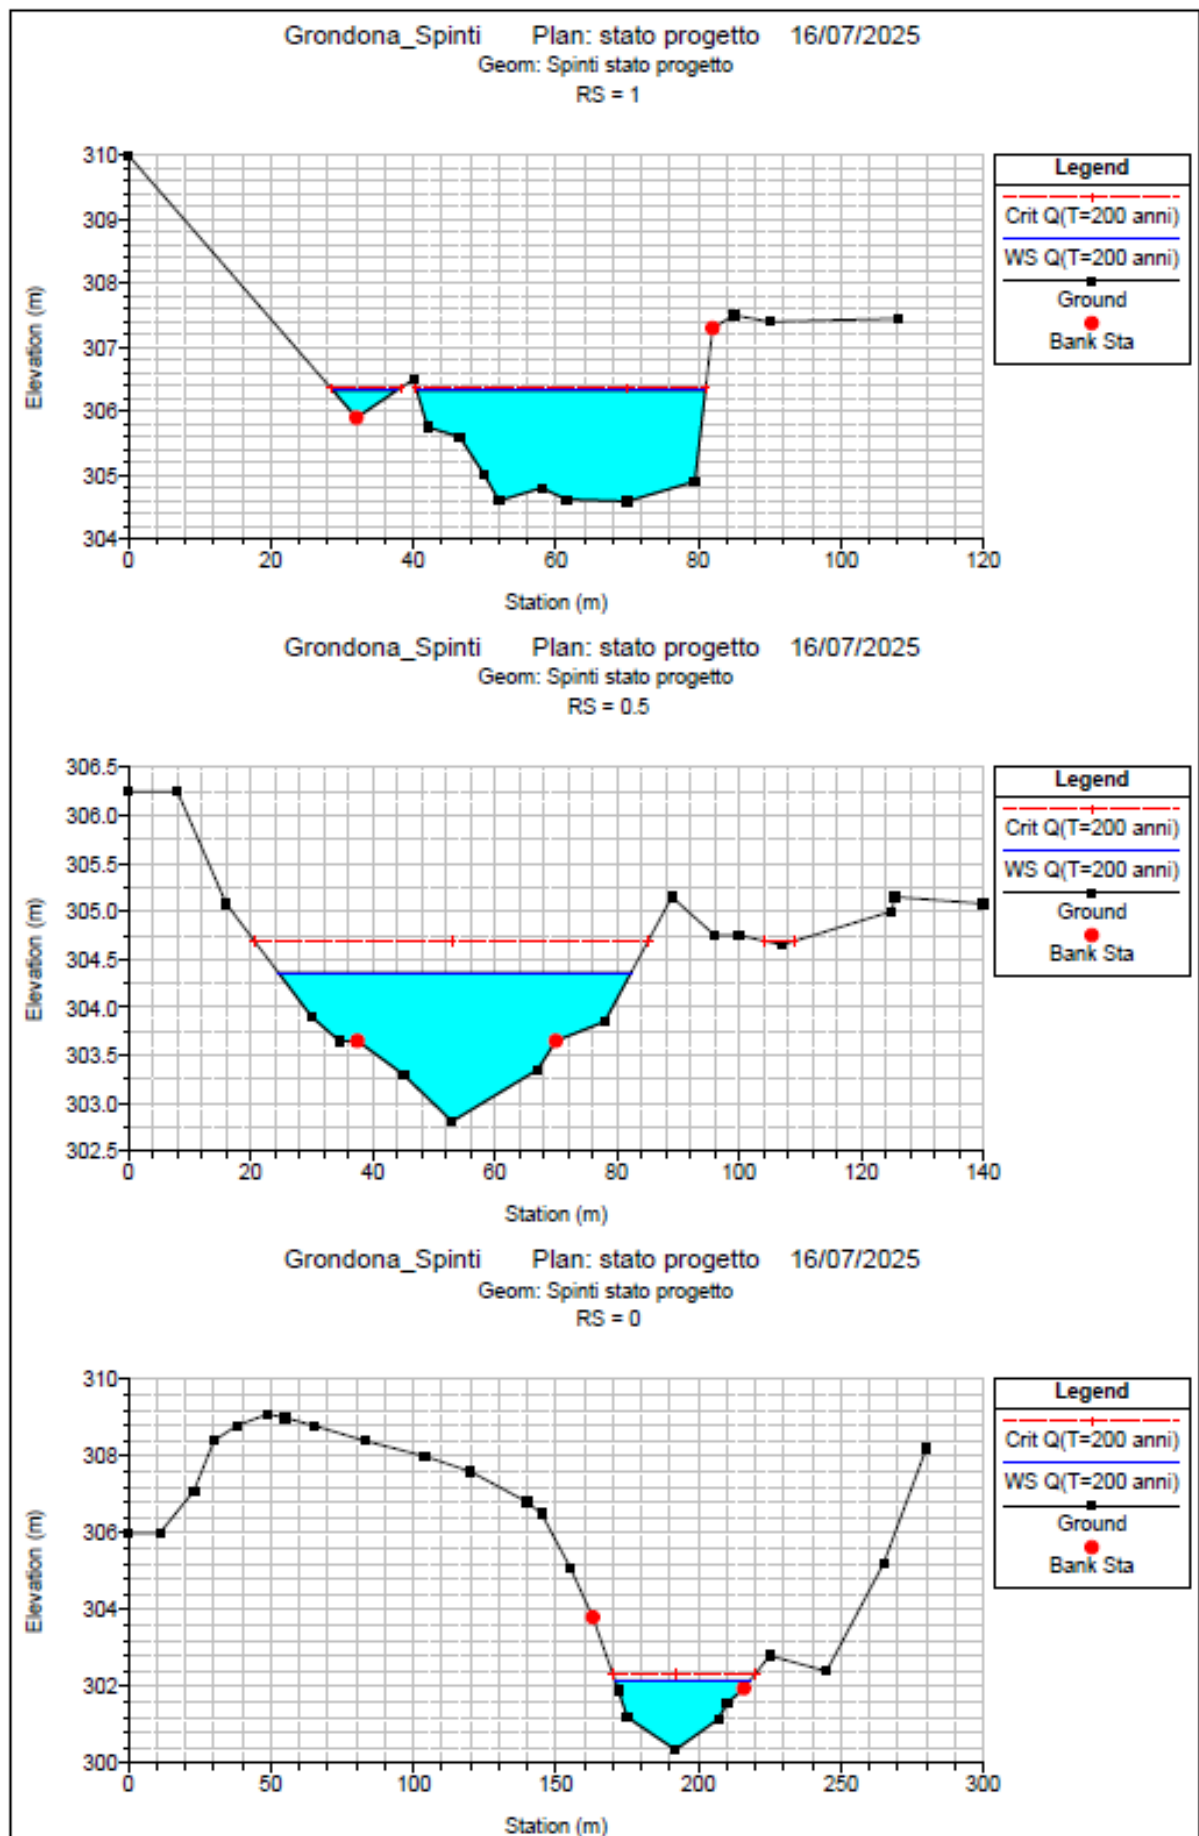 Grondona_Spinti Plan: stato progetto 16/07/2025
Geom: Spinti stato progetto
RS = 1
310
309
308
307
306
305
304
Elevation (m)
0 20 40 60 80 100 120
Station (m)
Legend
Crit Q(T=200 anni)
WS Q(T=200 anni)
Ground
Bank Sta
Grondona_Spinti Plan: stato progetto 16/07/2025
Geom: Spinti stato progetto
RS = 0.5
306.5
306.0
305.5
305.0
304.5
304.0
303.5
303.0
302.5
Elevation (m)
0 20 40 60 80 100 120 140
Station (m)
Legend
Crit Q(T=200 anni)
WS Q(T=200 anni)
Ground
Bank Sta
Grondona_Spinti Plan: stato progetto 16/07/2025
Geom: Spinti stato progetto
RS = 0
310
308
306
304
302
300
Elevation (m)
0 50 100 150 200 250 300
Station (m)
Legend
Crit Q(T=200 anni)
WS Q(T=200 anni)
Ground
Bank Sta